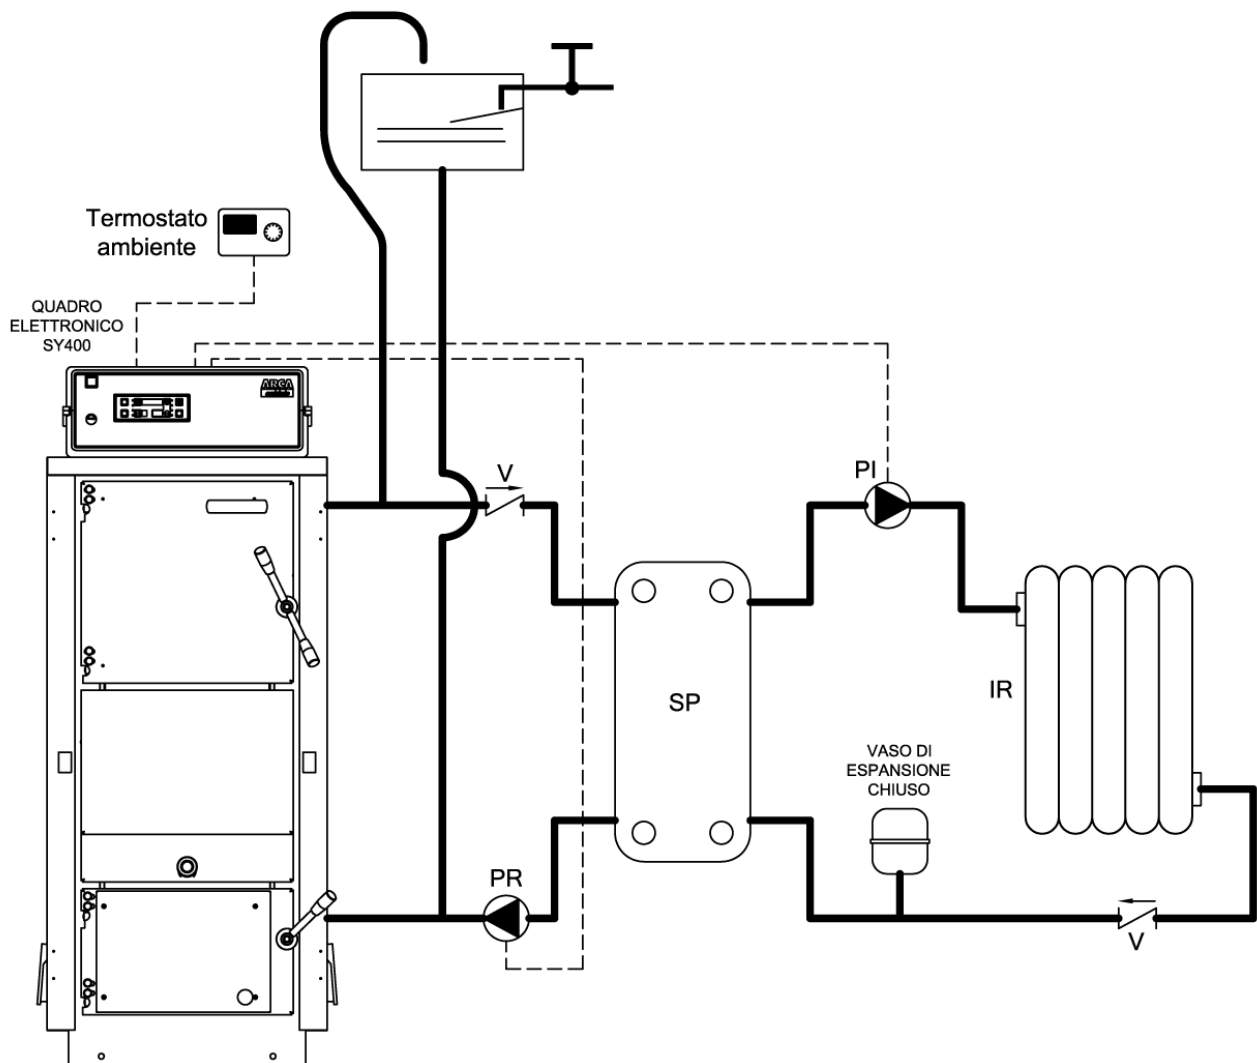 Termostato
ambiente
QUADRO
ELETTRONICO
SY400
ARCA
V
PI
SP
IR
VASO DI
ESPANSIONE
CHIUSO
PR
V